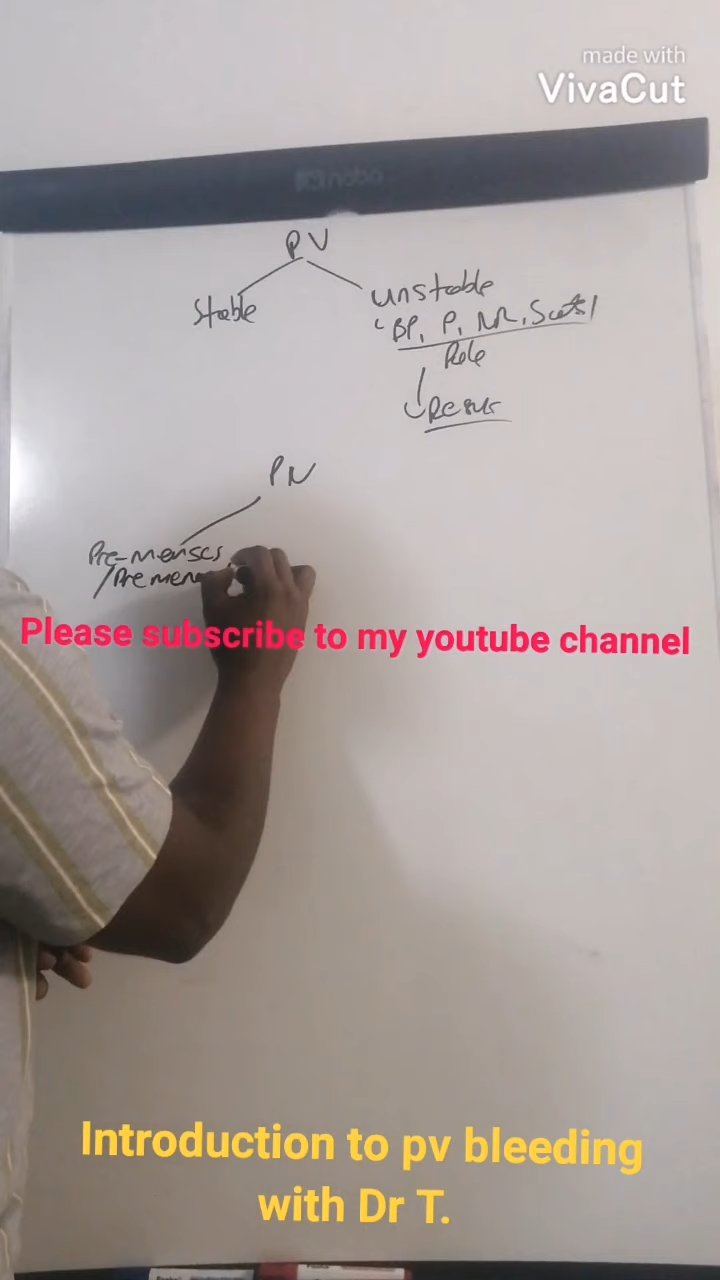 made with
VivaCut
nobo
PV
Stable
unstable
BP, P, RR, Sats
Resus
PV
Pre-menses
Please subscribe to my youtube channel
Introduction to pv bleeding
with Dr T.